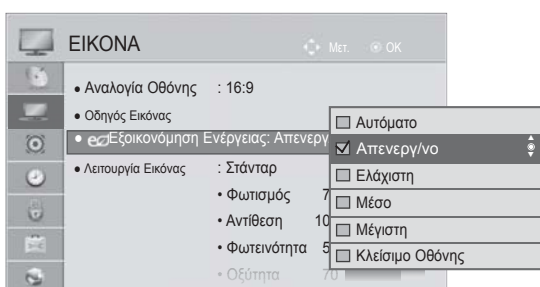 ΕΙΚΟΝΑ
Μετ. OK
• Αναλογία Οθόνης : 16:9
• Οδηγός Εικόνας
• Εξοικονόμηση Ενέργειας: Απενεργ
• Λειτουργία Εικόνας : Στάνταρ
• Φωτισμός 7
• Αντίθεση 10
• Φωτεινότητα 5
• Οξύτητα 70
Αυτόματο
Απενεργ/νο
Ελάχιστη
Μέσο
Μέγιστη
Κλείσιμο Οθόνης